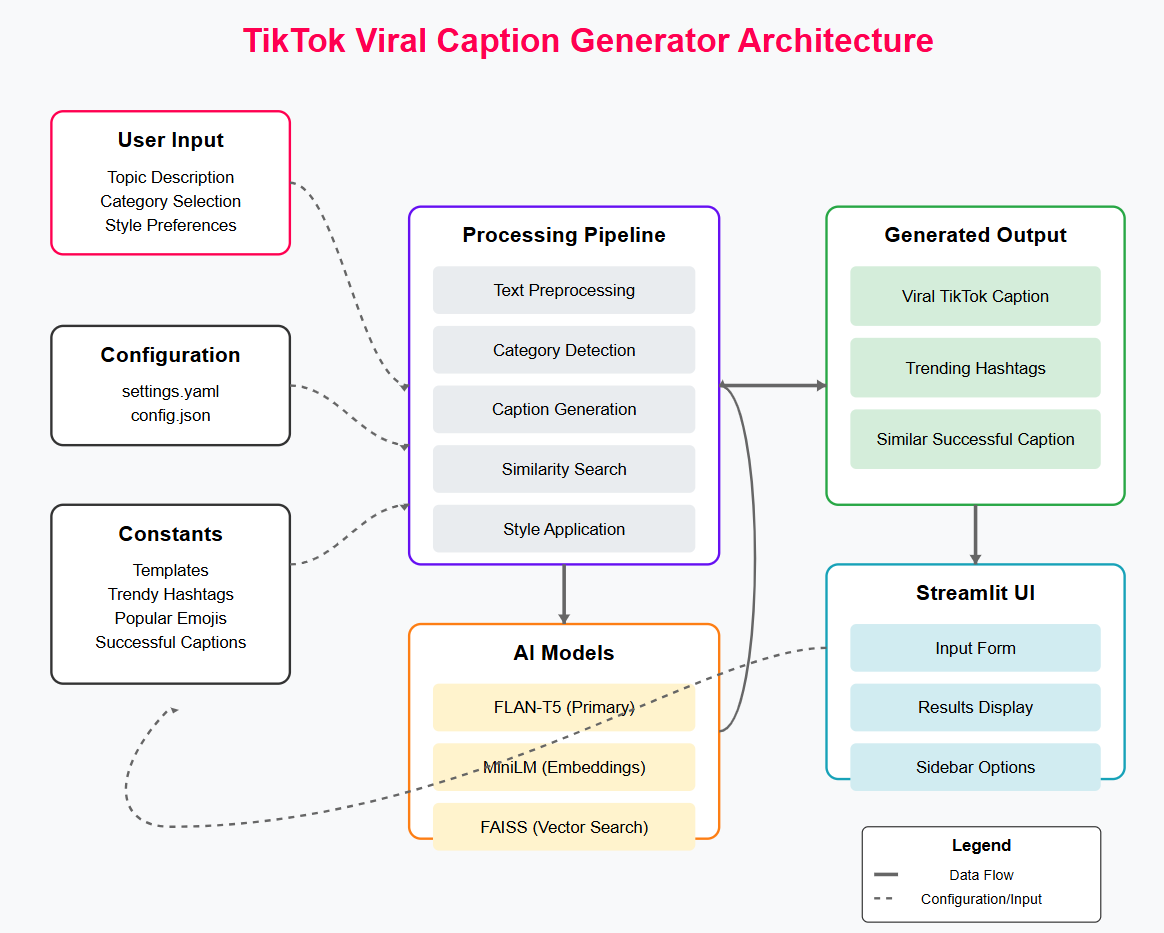 TikTok Viral Caption Generator Architecture
User Input
Topic Description
Category Selection
Style Preferences
Configuration
settings.yaml
config.json
Constants
Templates
Trendy Hashtags
Popular Emojis
Successful Captions
Processing Pipeline
Text Preprocessing
Category Detection
Caption Generation
Similarity Search
Style Application
AI Models
FLAN-T5 (Primary)
MiniLM (Embeddings)
FAISS (Vector Search)
Generated Output
Viral TikTok Caption
Trending Hashtags
Similar Successful Caption
Streamlit UI
Input Form
Results Display
Sidebar Options
Legend
Data Flow
Configuration/Input